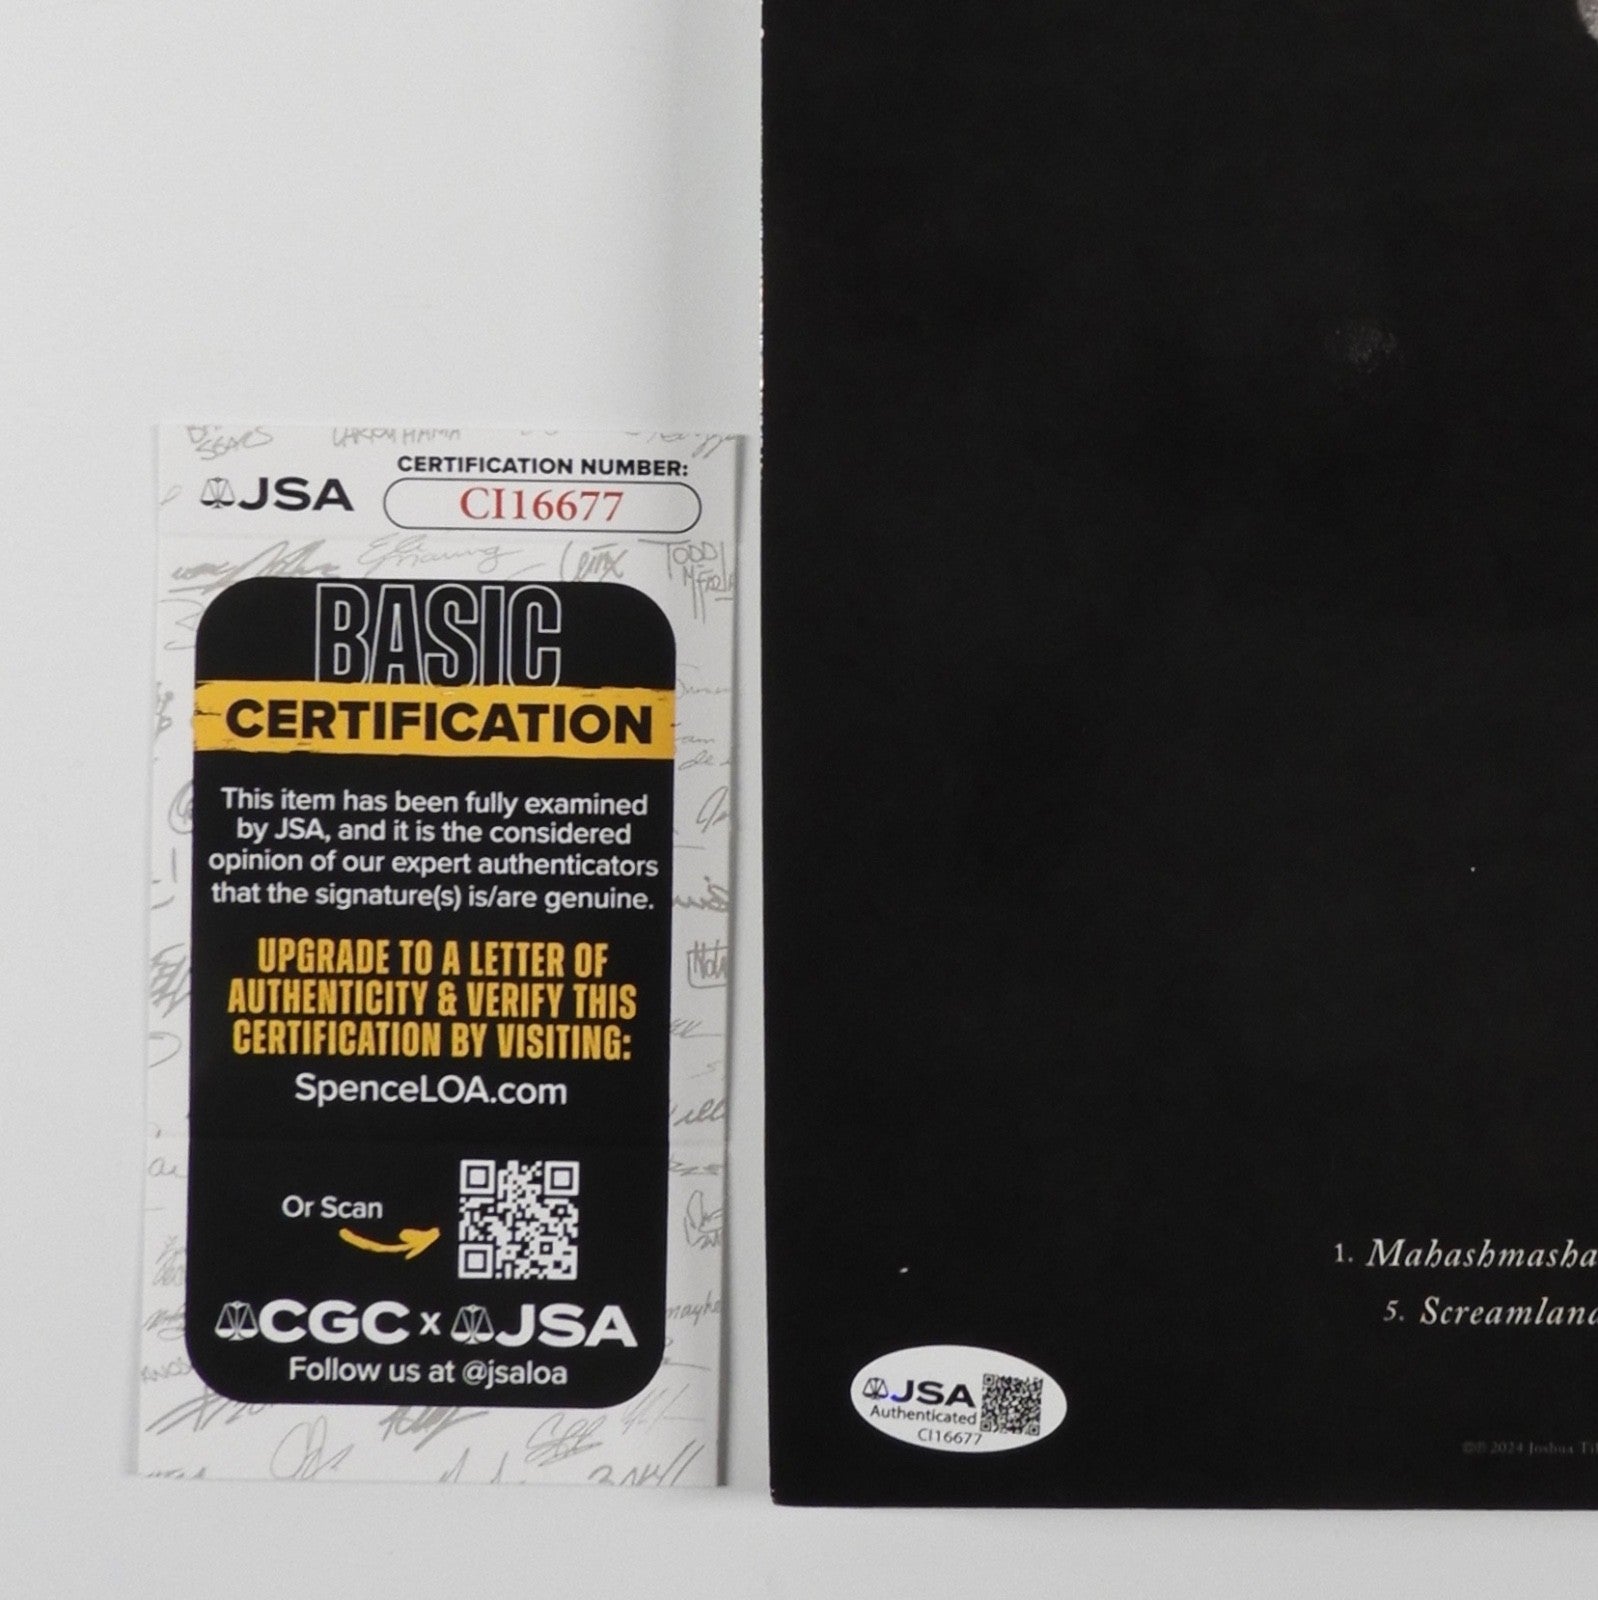 JSA
CERTIFICATION NUMBER:
CI16677
BASIC
CERTIFICATION
This item has been fully examined
by JSA, and it is the considered
opinion of our expert authenticators
that the signature(s) is/are genuine.
UPGRADE TO A LETTER OF
AUTHENTICITY & VERIFY THIS
CERTIFICATION BY VISITING:
SpenceLOA.com
Or Scan
CGC x JSA
Follow us at @jsaloa
1. Mahashmasha
5. Screamland
JSA
Authenticated
CI16677
©℗ 2024 Joshua Til